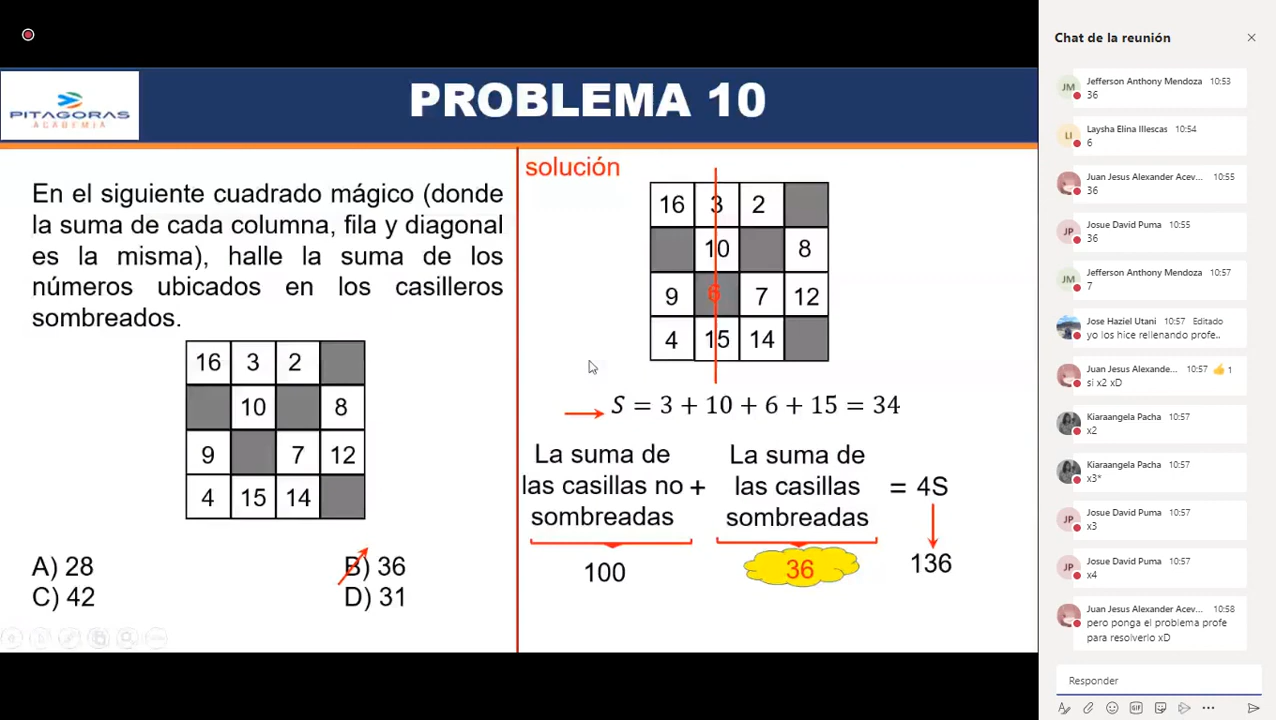 PITAGORAS
ACADEMIA
PROBLEMA 10
En el siguiente cuadrado mágico (donde
la suma de cada columna, fila y diagonal
es la misma), halle la suma de los
números ubicados en los casilleros
sombreados.
16 3 2
10 8
9 7 12
4 15 14
A) 28
B) 36
C) 42
D) 31
solución
16 3 2
10 8
9 6 7 12
4 15 14
S = 3 + 10 + 6 + 15 = 34
La suma de
las casillas no
sombreadas
+
La suma de
las casillas
sombreadas
= 4S
100
36
136
Chat de la reunión
JM
Jefferson Anthony Mendoza 10:53
36
LI
Laysha Elina Illescas 10:54
6
Juan Jesus Alexander Acev... 10:55
36
JP
Josue David Puma 10:55
36
JM
Jefferson Anthony Mendoza 10:57
7
Jose Haziel Utani 10:57 Editado
yo los hice rellenando profe..
Juan Jesus Alexande... 10:57 1
si x2 xD
Kiaraangela Pacha 10:57
x2
Kiaraangela Pacha 10:57
x3*
JP
Josue David Puma 10:57
x3
JP
Josue David Puma 10:57
x4
Juan Jesus Alexander Acev... 10:58
pero ponga el problema profe
para resolverlo xD
Responder
GIF